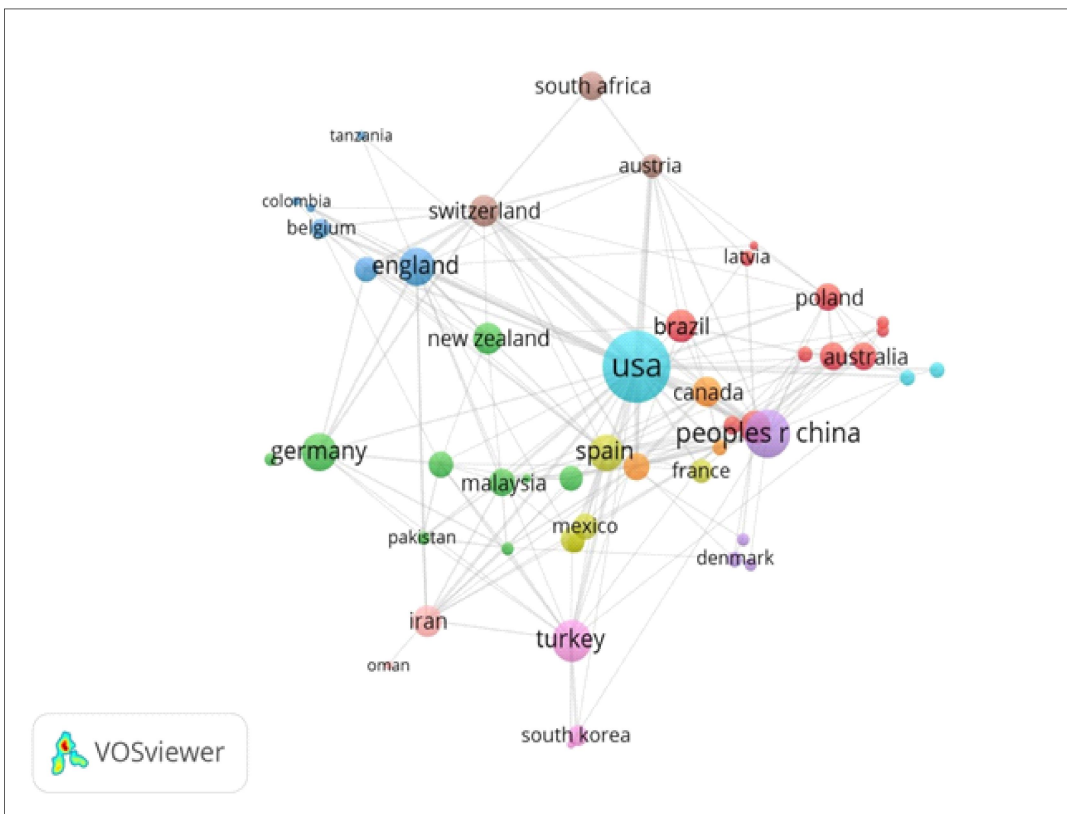 south africa
tanzania
austria
colombia
switzerland
belgium
england
latvia
poland
brazil
new zealand
australia
usa
canada
peoples r china
germany
spain
france
malaysia
mexico
pakistan
denmark
iran
turkey
oman
south korea
VOSviewer